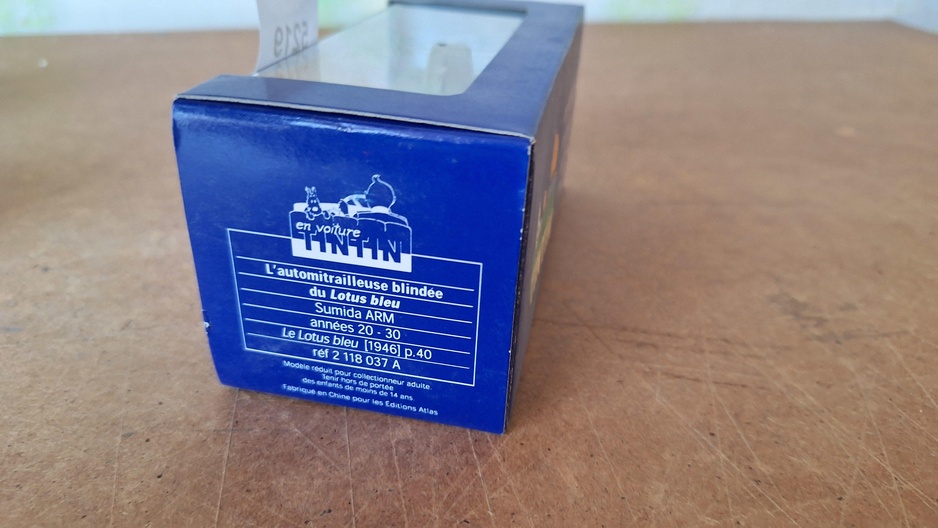 5219
en voiture
TINTIN
L'automitrailleuse blindée
du Lotus bleu
Sumida ARM
années 20 - 30
Le Lotus bleu [1946] p.40
réf 2 118 037 A
Modèle réduit pour collectionneur adulte.
Tenir hors de portée
des enfants de moins de 14 ans.
Fabriqué en Chine pour les Editions Atlas